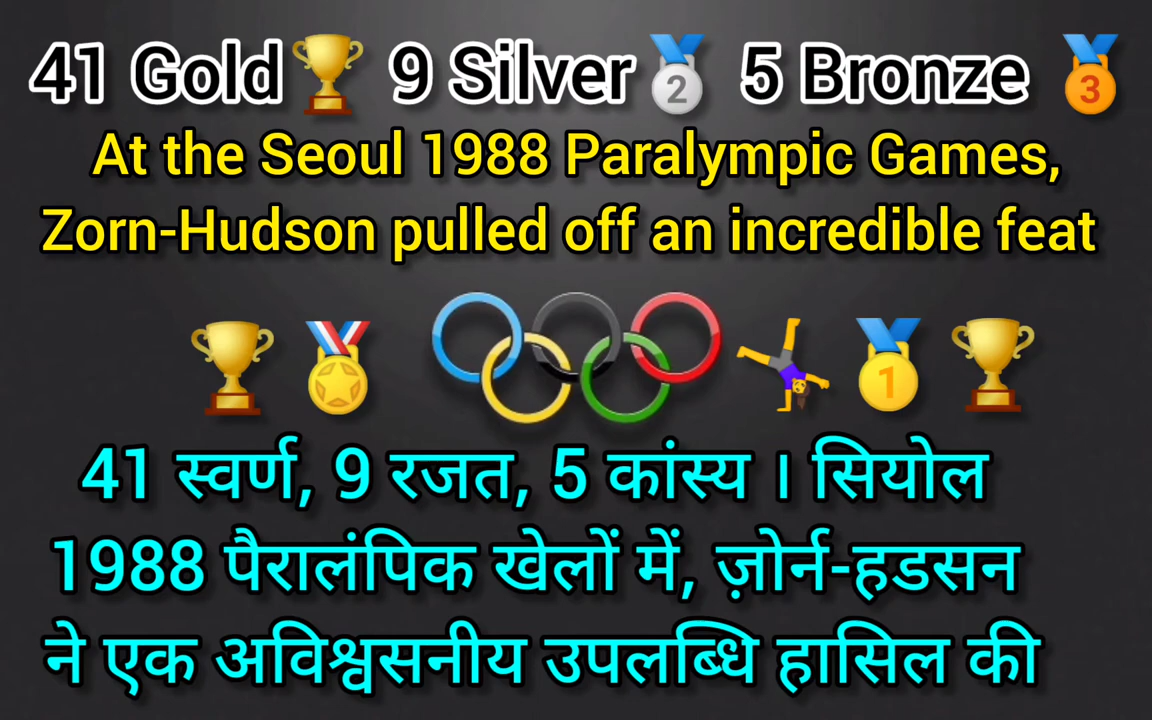 41 Gold🏆 9 Silver🥈 5 Bronze 🥉
At the Seoul 1988 Paralympic Games,
Zorn-Hudson pulled off an incredible feat
41 स्वर्ण, 9 रजत, 5 कांस्य । सियोल
1988 पैरालंपिक खेलों में, ज़ोर्न-हडसन
ने एक अविश्वसनीय उपलब्धि हासिल की